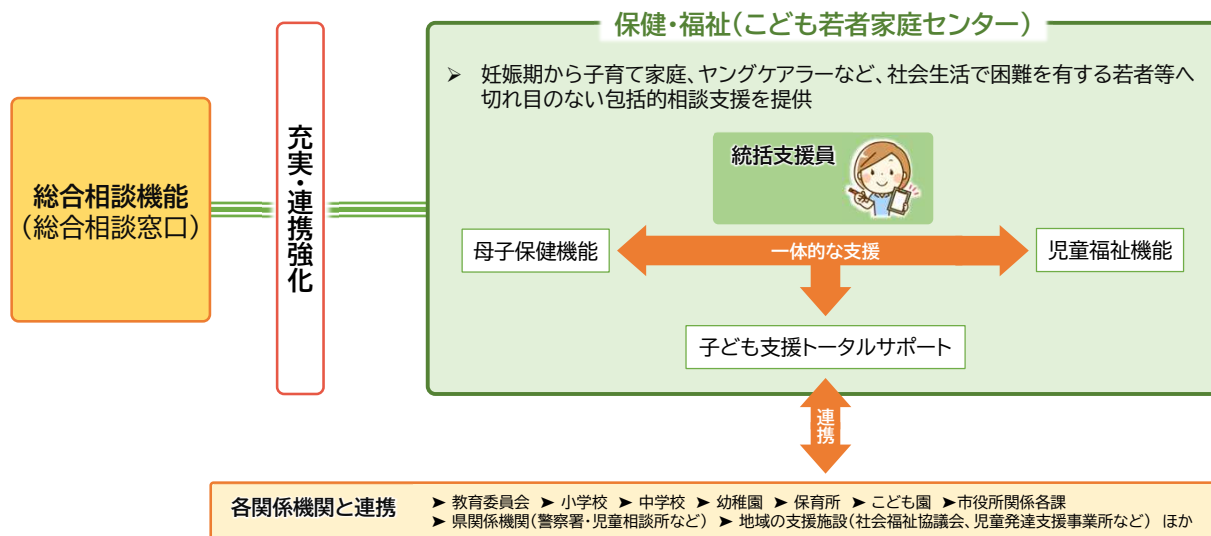 保健・福祉(こども若者家庭センター)
➢ 妊娠期から子育て家庭、ヤングケアラーなど、社会生活で困難を有する若者等へ
切れ目のない包括的相談支援を提供
総合相談機能
(総合相談窓口)
充実・連携強化
統括支援員
母子保健機能
一体的な支援
児童福祉機能
子ども支援トータルサポート
連携
各関係機関と連携
➤ 教育委員会 ➤ 小学校 ➤ 中学校 ➤ 幼稚園 ➤ 保育所 ➤ こども園 ➤市役所関係各課
➤ 県関係機関(警察署・児童相談所など) ➤ 地域の支援施設(社会福祉協議会、児童発達支援事業所など) ほか